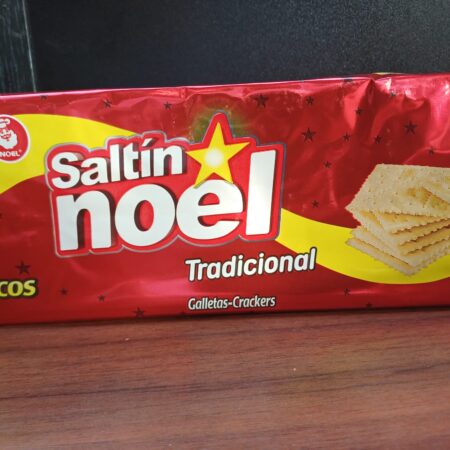 NOEL
Saltín
noel
Tradicional
Galletas-Crackers
COS